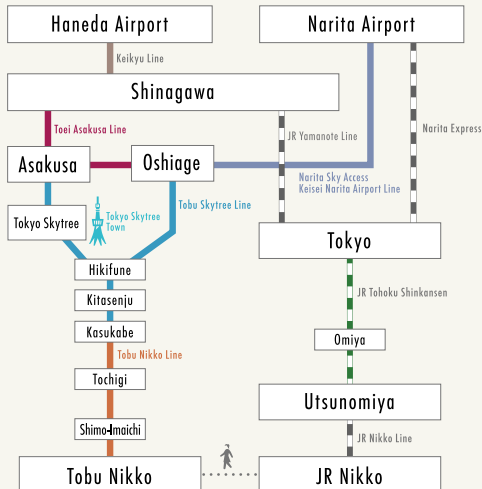 Haneda Airport
Narita Airport
Keikyu Line
Shinagawa
Toei Asakusa Line
JR Yamanote Line
Narita Express
Asakusa
Oshiage
Narita Sky Access
Keisei Narita Airport Line
Tokyo Skytree
Tokyo Skytree
Town
Tobu Skytree Line
Tokyo
Hikifune
Kitasenju
JR Tohoku Shinkansen
Kasukabe
Omiya
Tobu Nikko Line
Tochigi
Utsunomiya
Shimo-Imaichi
JR Nikko Line
Tobu Nikko
JR Nikko